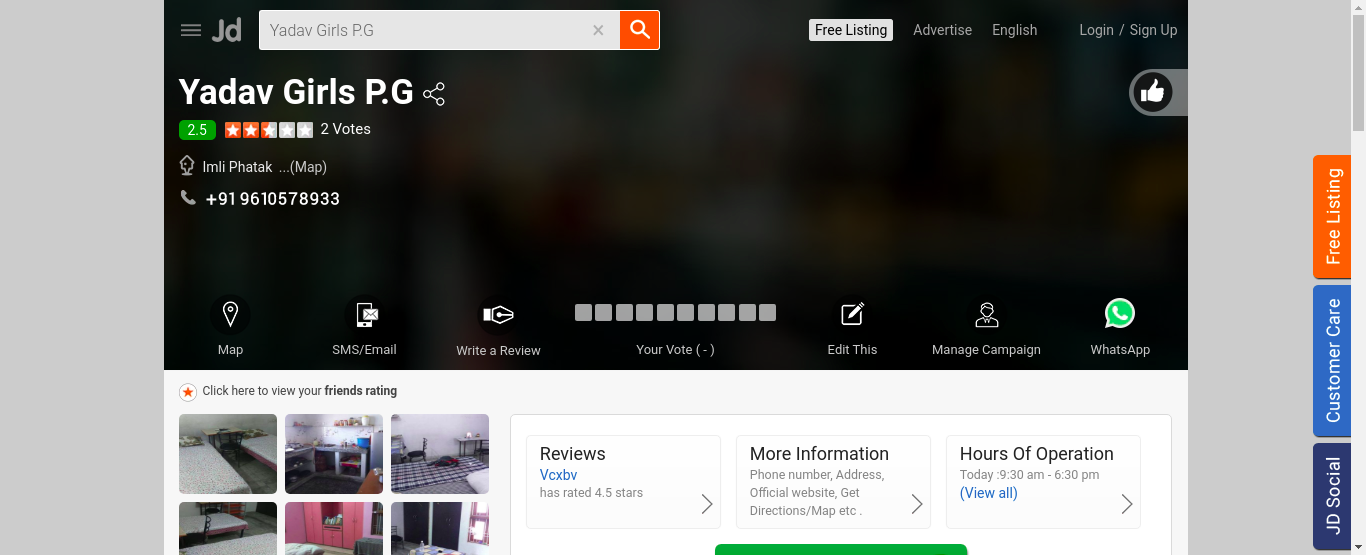 Jd
Yadav Girls P.G
Free Listing
Advertise
English
Login / Sign Up
Yadav Girls P.G
2.5
2 Votes
Imli Phatak ...(Map)
+91 9610578933
Map
SMS/Email
Write a Review
Your Vote ( - )
Edit This
Manage Campaign
WhatsApp
Click here to view your friends rating
Reviews
Vcxbv
has rated 4.5 stars
More Information
Phone number, Address,
Official website, Get
Directions/Map etc .
Hours Of Operation
Today :9:30 am - 6:30 pm
(View all)
Free Listing
Customer Care
JD Social